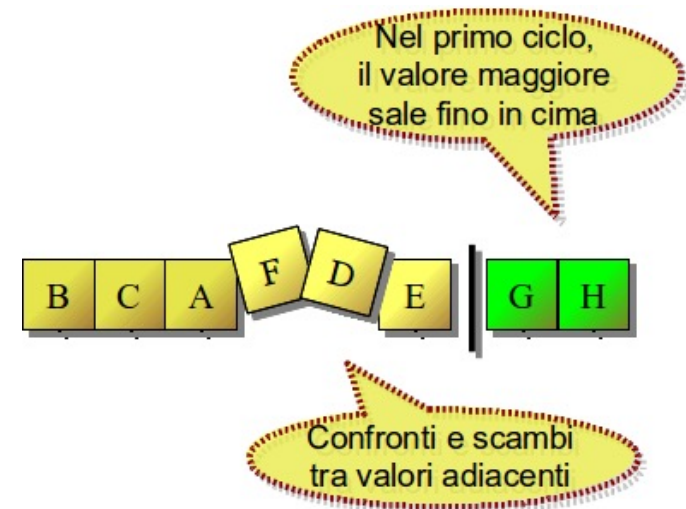 Nel primo ciclo,
il valore maggiore
sale fino in cima
B C A F D E G H
Confronti e scambi
tra valori adiacenti